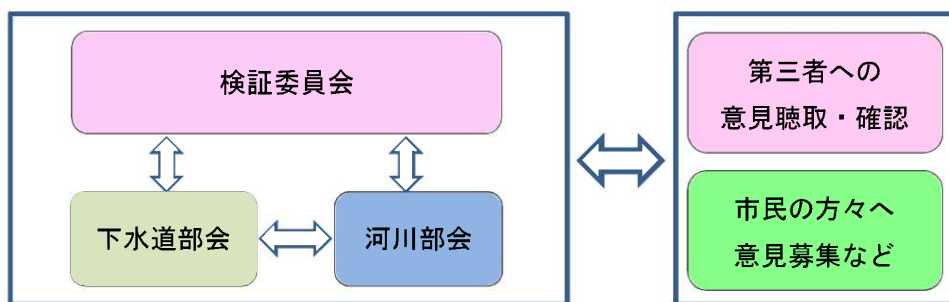 検証委員会
下水道部会
河川部会
第三者への
意見聴取・確認
市民の方々へ
意見募集など